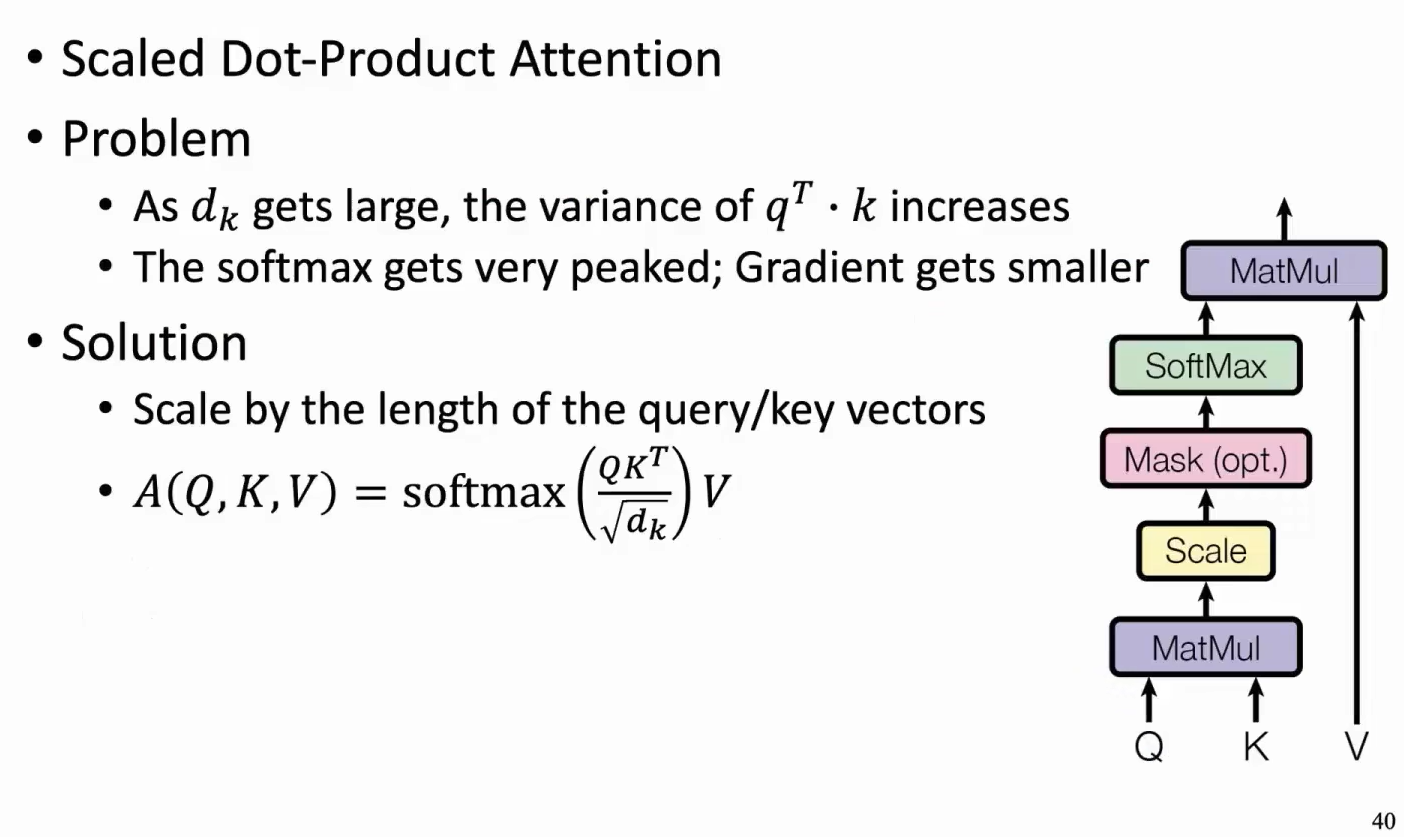 • Scaled Dot-Product Attention
• Problem
• As $d_k$ gets large, the variance of $q^T \cdot k$ increases
• The softmax gets very peaked; Gradient gets smaller
• Solution
• Scale by the length of the query/key vectors
• $A(Q, K, V) = \text{softmax}\left(\frac{QK^T}{\sqrt{d_k}}\right)V$
MatMul
SoftMax
Mask (opt.)
Scale
MatMul
Q K V
40